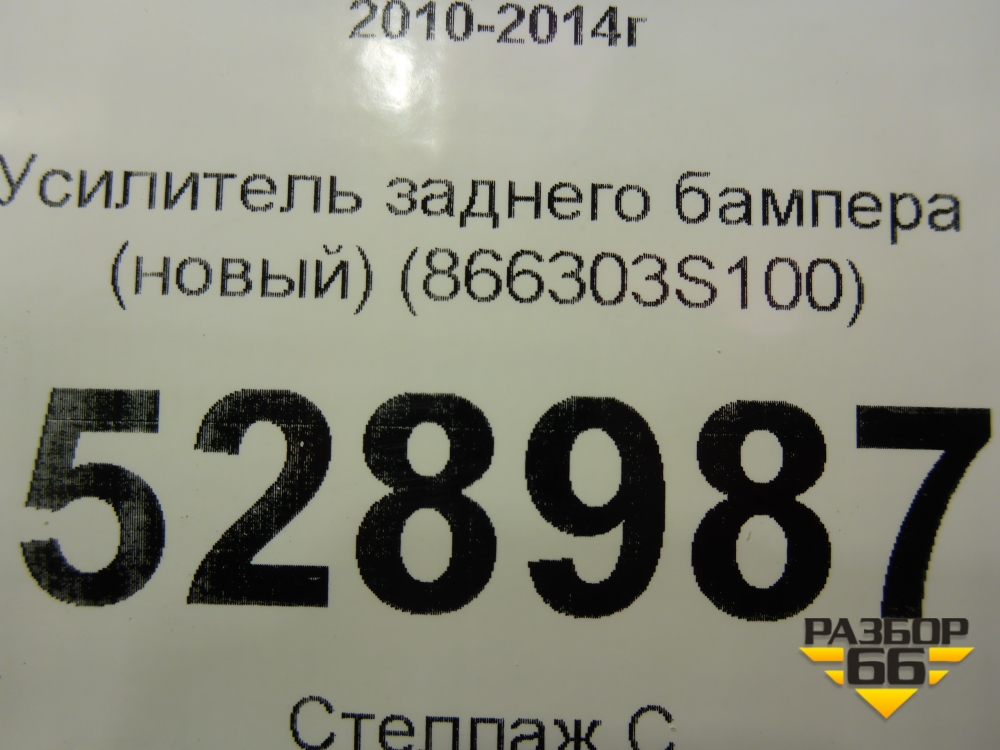 2010-2014г
Усилитель заднего бампера
(новый) (866303S100)
528987
РАЗБОР
66
Стеллаж С